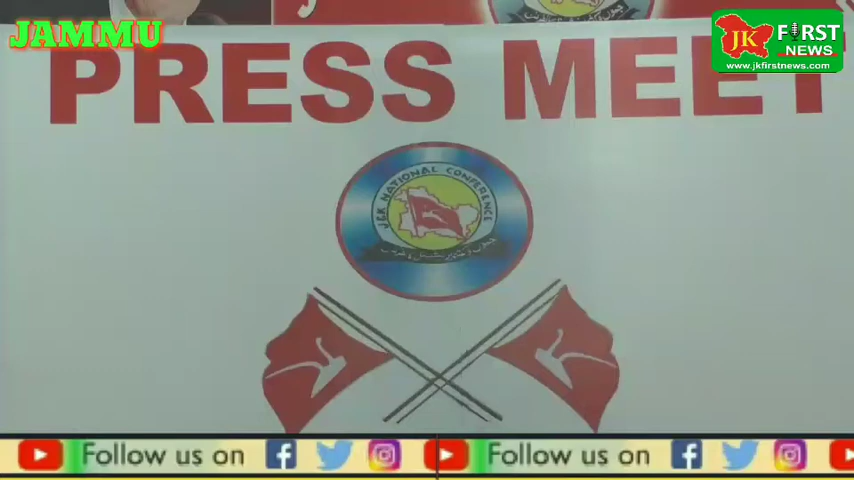 JAMMU
JK FIRST
NEWS
www.jkfirstnews.com
PRESS MEET
J&K NATIONAL CONFERENCE
Follow us on
Follow us on